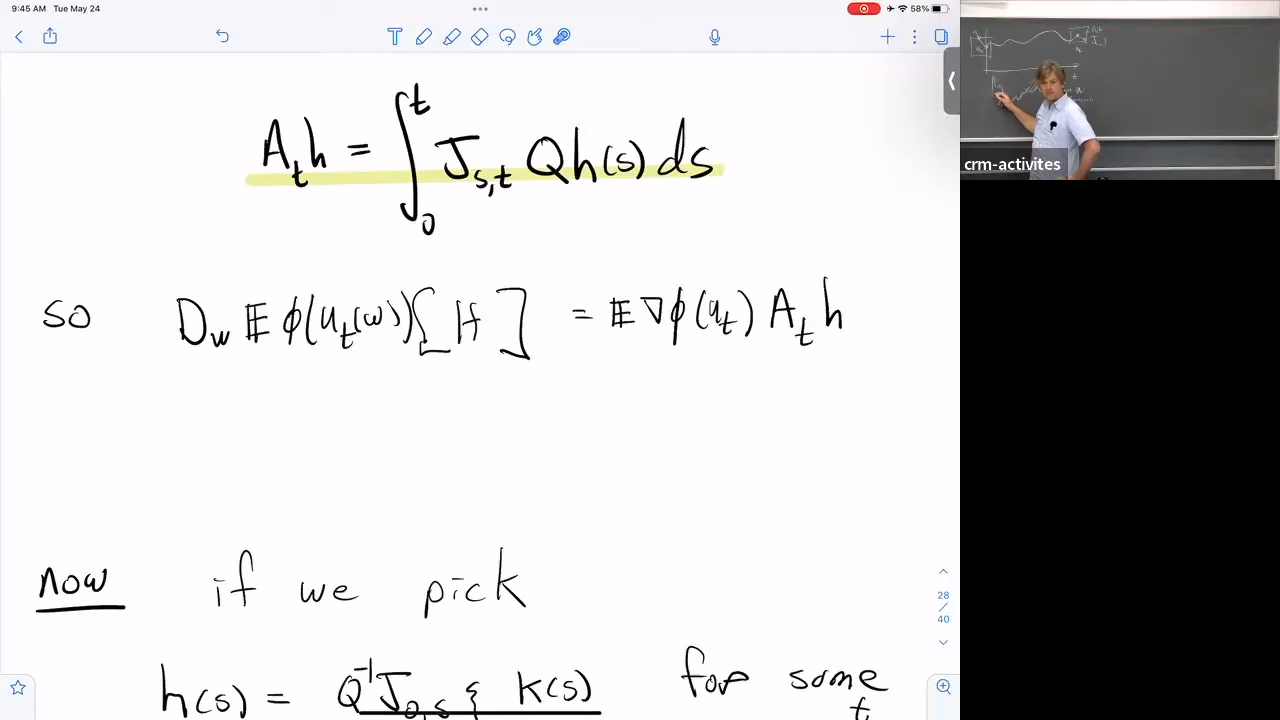 9:45 AM Tue May 24
58%
A_t h = ∫_0^t J_{s,t} Q h(s) ds
so D_w 𝔼 ϕ(u_t(w)) [H] = 𝔼 ∇ϕ(u_t) A_t h
now if we pick
h(s) = Q^{-1} J_{0,s} ξ K(s) for some
t
28
/
40
crm-activites